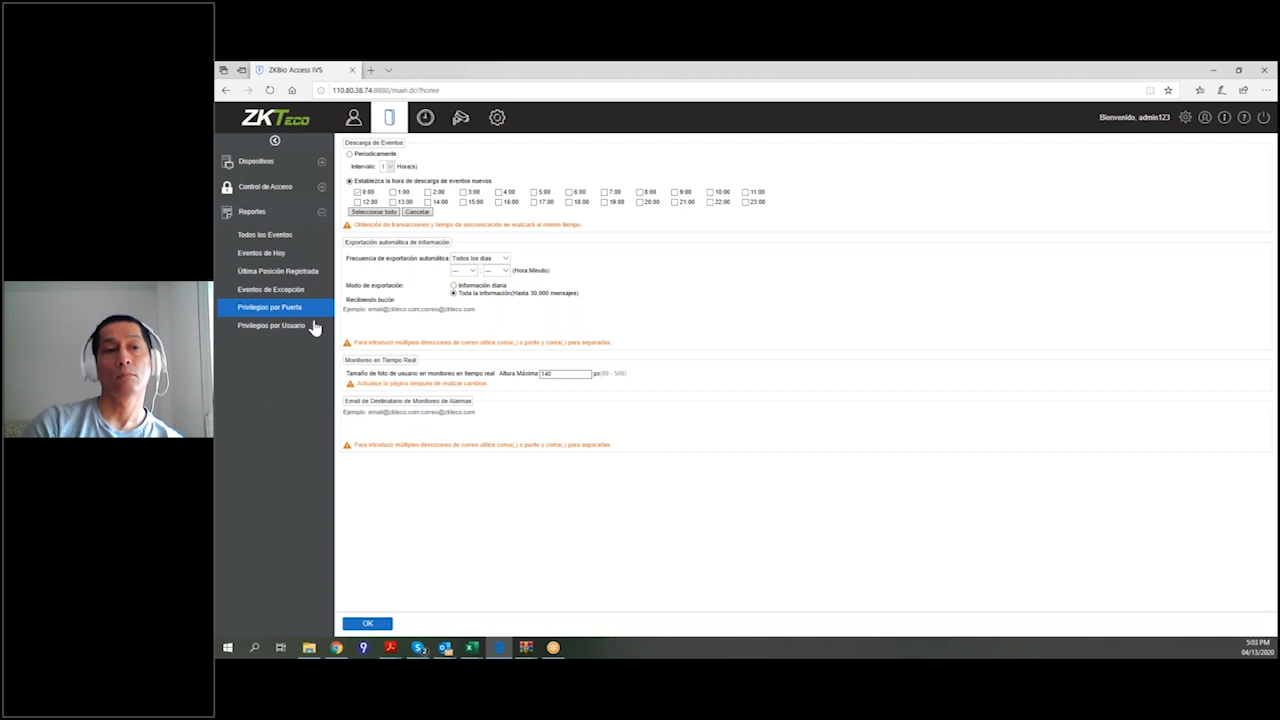 ZKBio Access IVS
110.80.38.74:8880/main.do?home
ZKTeco
Bienvenido, admin123
Dispositivos
Control de Acceso
Reportes
Todos los Eventos
Eventos de Hoy
Última Posición Registrada
Eventos de Excepción
Privilegios por Puerta
Privilegios por Usuario
Descarga de Eventos
Periodicamente
Intervalo: 1 Hora(s)
Establezca la hora de descarga de eventos nuevos.
0:00 1:00 2:00 3:00 4:00 5:00 6:00 7:00 8:00 9:00 10:00 11:00
12:00 13:00 14:00 15:00 16:00 17:00 18:00 19:00 20:00 21:00 22:00 23:00
Seleccionar todo Cancelar
Obtención de transacciones y tiempo de sincronización se realizará al mismo tiempo.
Exportación automática de información
Frecuencia de exportación automática: Todos los dias
--- : --- (Hora:Minuto)
Modo de exportación: Información diaria
Toda la información(Hasta 30,000 mensajes)
Recibiendo buzón
Ejemplo: email@zkteco.com;correo@zkteco.com
Para introducir múltiples direcciones de correo utilice coma(,) o punto y coma(;) para separarlas.
Monitoreo en Tiempo Real
Tamaño de foto de usuario en monitoreo en tiempo real Altura Máxima: 140 px(80 - 500)
Actualice la página después de realizar cambios
Email de Destinatario de Monitoreo de Alarmas
Ejemplo: email@zkteco.com;correo@zkteco.com
Para introducir múltiples direcciones de correo utilice coma(,) o punto y coma(;) para separarlas.
OK
5:03 PM
04/13/2020